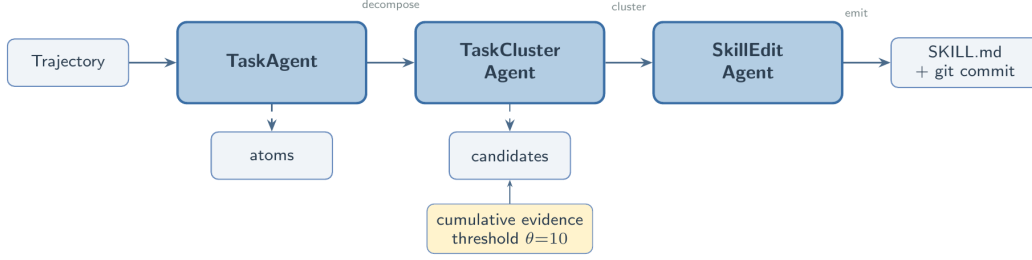 decompose
cluster
emit
Trajectory
TaskAgent
TaskCluster
Agent
SkillEdit
Agent
SKILL.md
+ git commit
atoms
candidates
cumulative evidence
threshold θ=10